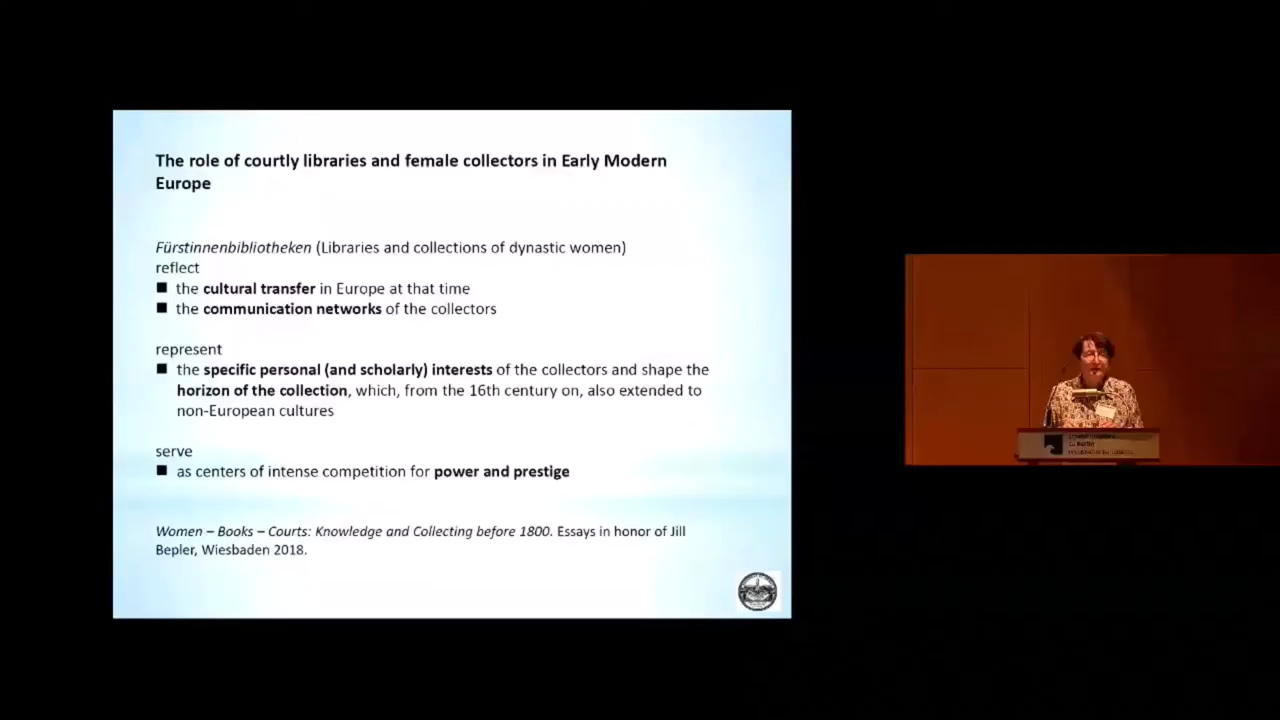 The role of courtly libraries and female collectors in Early Modern
Europe
Fürstinnenbibliotheken (Libraries and collections of dynastic women)
reflect
■ the cultural transfer in Europe at that time
■ the communication networks of the collectors
represent
■ the specific personal (and scholarly) interests of the collectors and shape the
horizon of the collection, which, from the 16th century on, also extended to
non-European cultures
serve
■ as centers of intense competition for power and prestige
Women – Books – Courts: Knowledge and Collecting before 1800. Essays in honor of Jill
Bepler, Wiesbaden 2018.